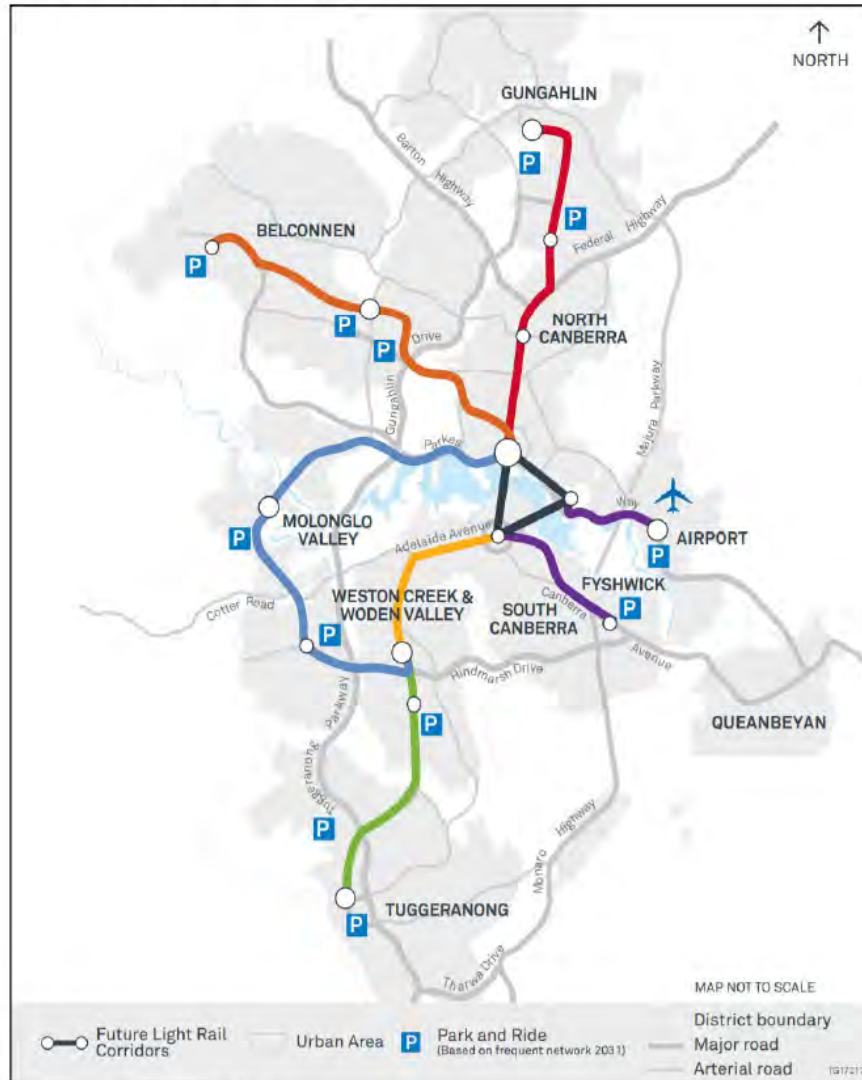 NORTH
GUNGAHLIN
P
Barton Highway
P
Federal Highway
BELCONNEN
P
NORTH
CANBERRA
P
P
Gungahlin Drive
Majura Parkway
Parkes
Way
MOLONGLO
VALLEY
P
AIRPORT
P
Adelaide Avenue
Cotter Road
WESTON CREEK &
WODEN VALLEY
FYSHWICK
P
SOUTH
CANBERRA
Canberra Avenue
P
Hindmarsh Drive
QUEANBEYAN
P
Tuggeranong Parkway
P
Monaro Highway
TUGGERANONG
P
Tharwa Drive
MAP NOT TO SCALE
Future Light Rail
Corridors
Urban Area
P
Park and Ride
(Based on frequent network 2031)
District boundary
Major road
Arterial road